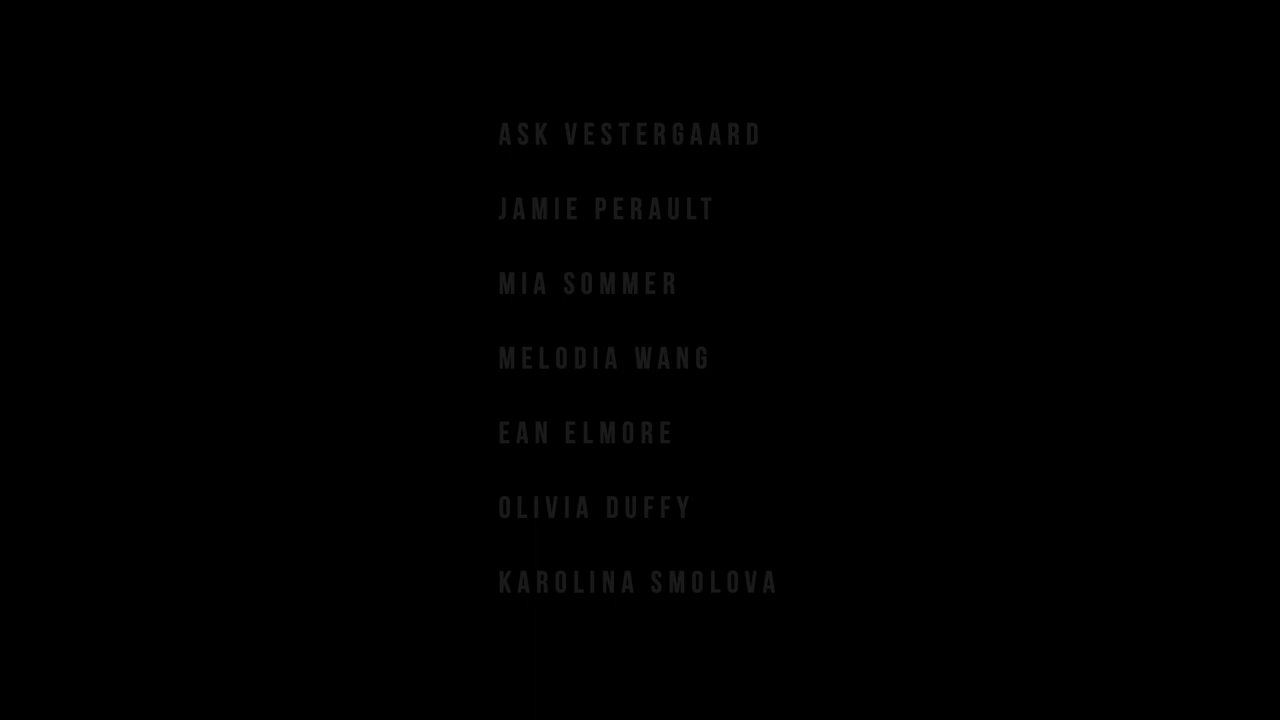 ASK VESTERGAARD
JAMIE PERAULT
MIA SOMMER
MELODIA WANG
EAN ELMORE
OLIVIA DUFFY
KAROLINA SMOLOVA